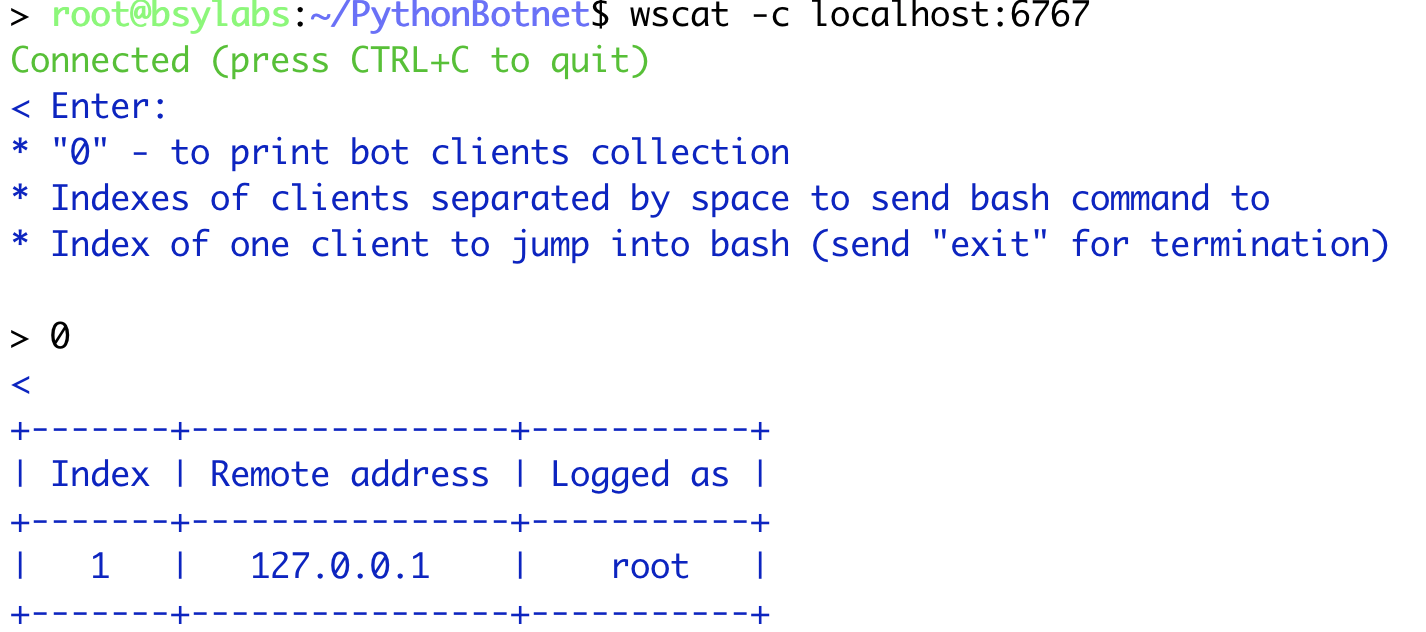 > root@bsylabs:~/PythonBotnet$ wscat -c localhost:6767
Connected (press CTRL+C to quit)
< Enter:
* "0" - to print bot clients collection
* Indexes of clients separated by space to send bash command to
* Index of one client to jump into bash (send "exit" for termination)
> 0
<
+-------+----------------+-----------+
| Index | Remote address | Logged as |
+-------+----------------+-----------+
|   1   |   127.0.0.1    |    root   |
+-------+----------------+-----------+